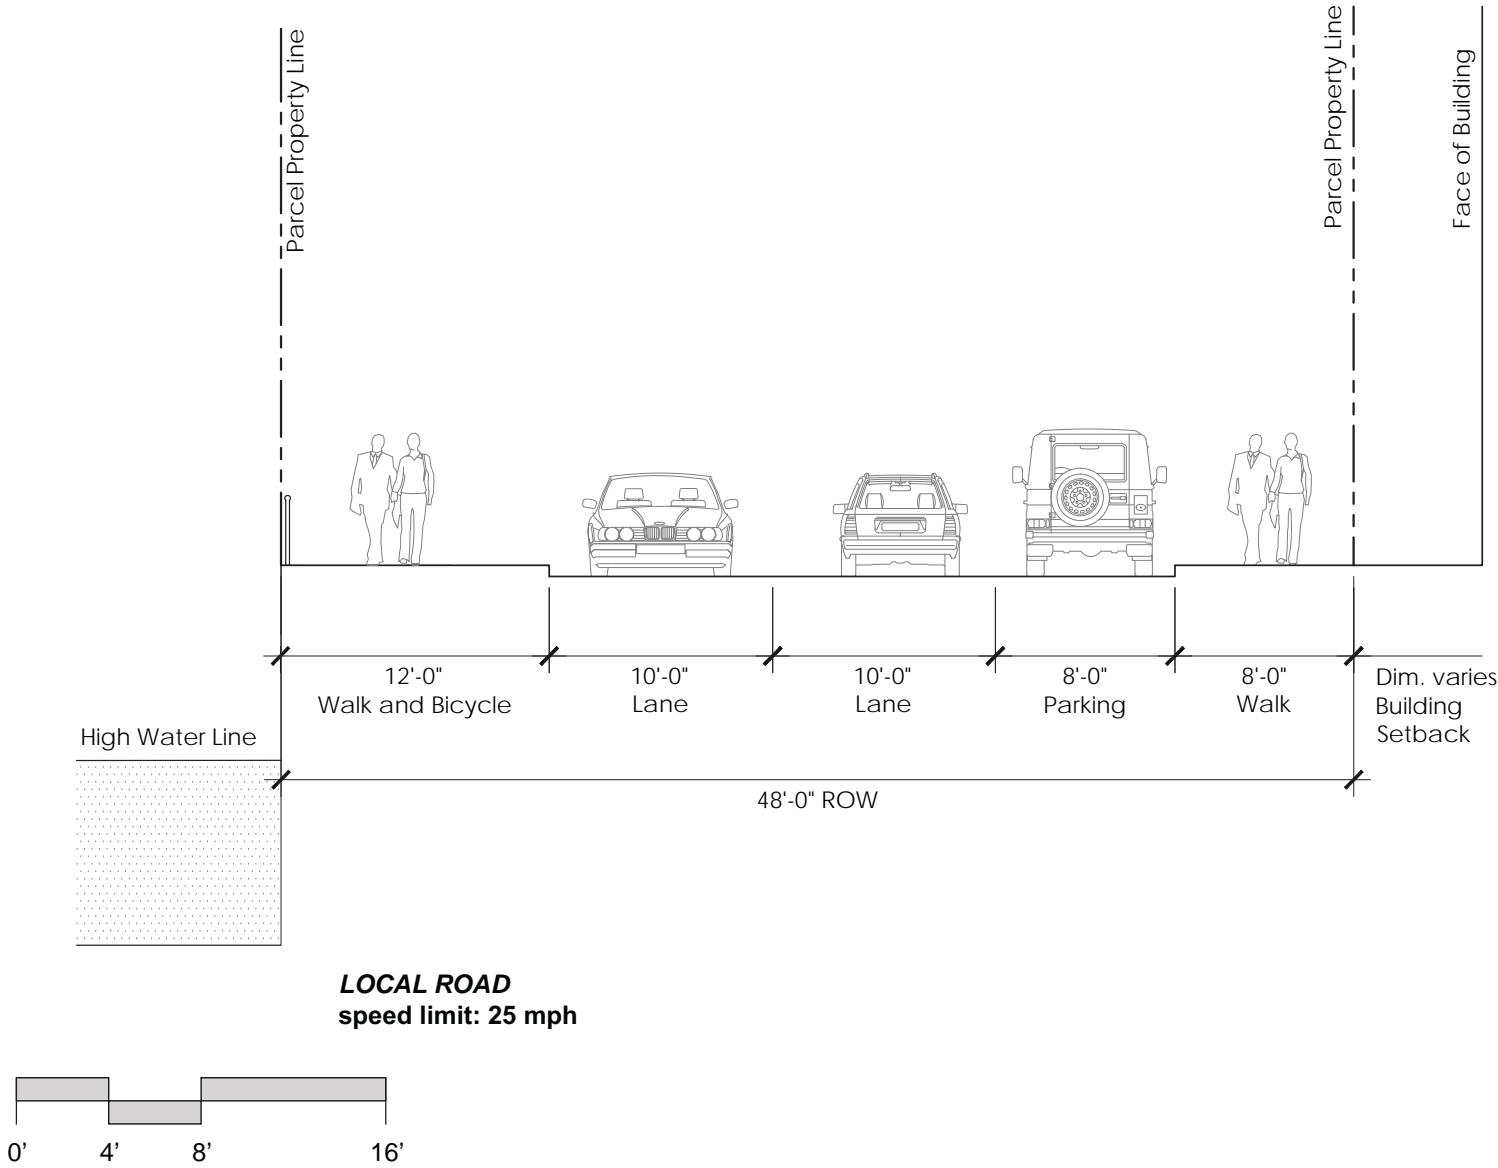 Parcel Property Line
Parcel Property Line
Face of Building
12'-0"
Walk and Bicycle
10'-0"
Lane
10'-0"
Lane
8'-0"
Parking
8'-0"
Walk
Dim. varies
Building
Setback
High Water Line
48'-0" ROW
LOCAL ROAD
speed limit: 25 mph
0’ 4’ 8’ 16’